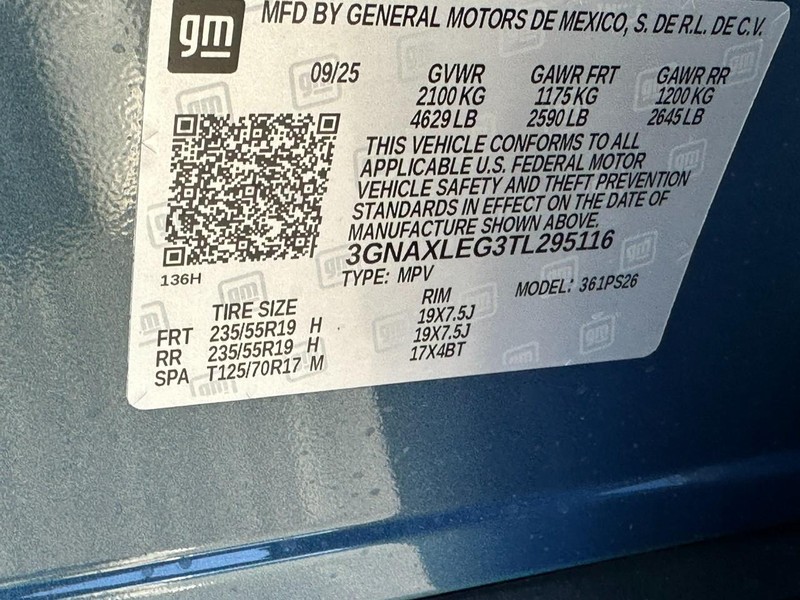 gm
MFD BY GENERAL MOTORS DE MEXICO, S. DE R.L. DE C.V.
09/25 GVWR GAWR FRT GAWR RR
2100 KG 1175 KG 1200 KG
4629 LB 2590 LB 2645 LB
THIS VEHICLE CONFORMS TO ALL
APPLICABLE U.S. FEDERAL MOTOR
VEHICLE SAFETY AND THEFT PREVENTION
STANDARDS IN EFFECT ON THE DATE OF
MANUFACTURE SHOWN ABOVE.
3GNAXLEG3TL295116
136H
TYPE: MPV MODEL: 361PS26
TIRE SIZE RIM
FRT 235/55R19 H 19X7.5J
RR 235/55R19 H 19X7.5J
SPA T125/70R17 M 17X4BT